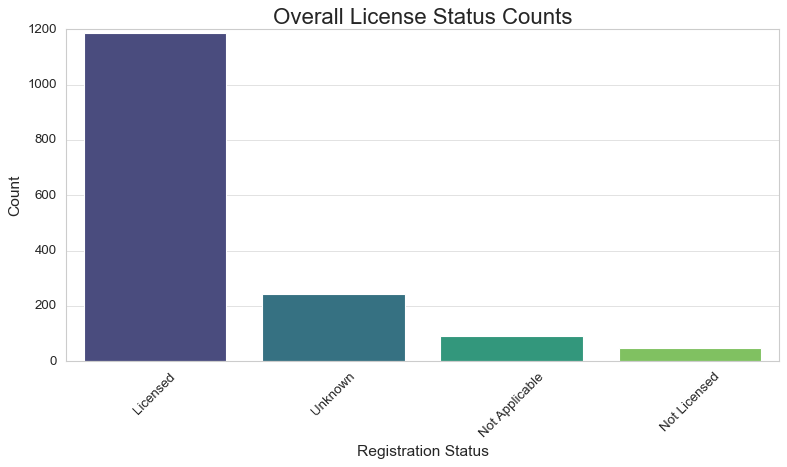 Overall License Status Counts
1200
1000
800
600
400
200
0
Count
Licensed
Unknown
Not Applicable
Not Licensed
Registration Status